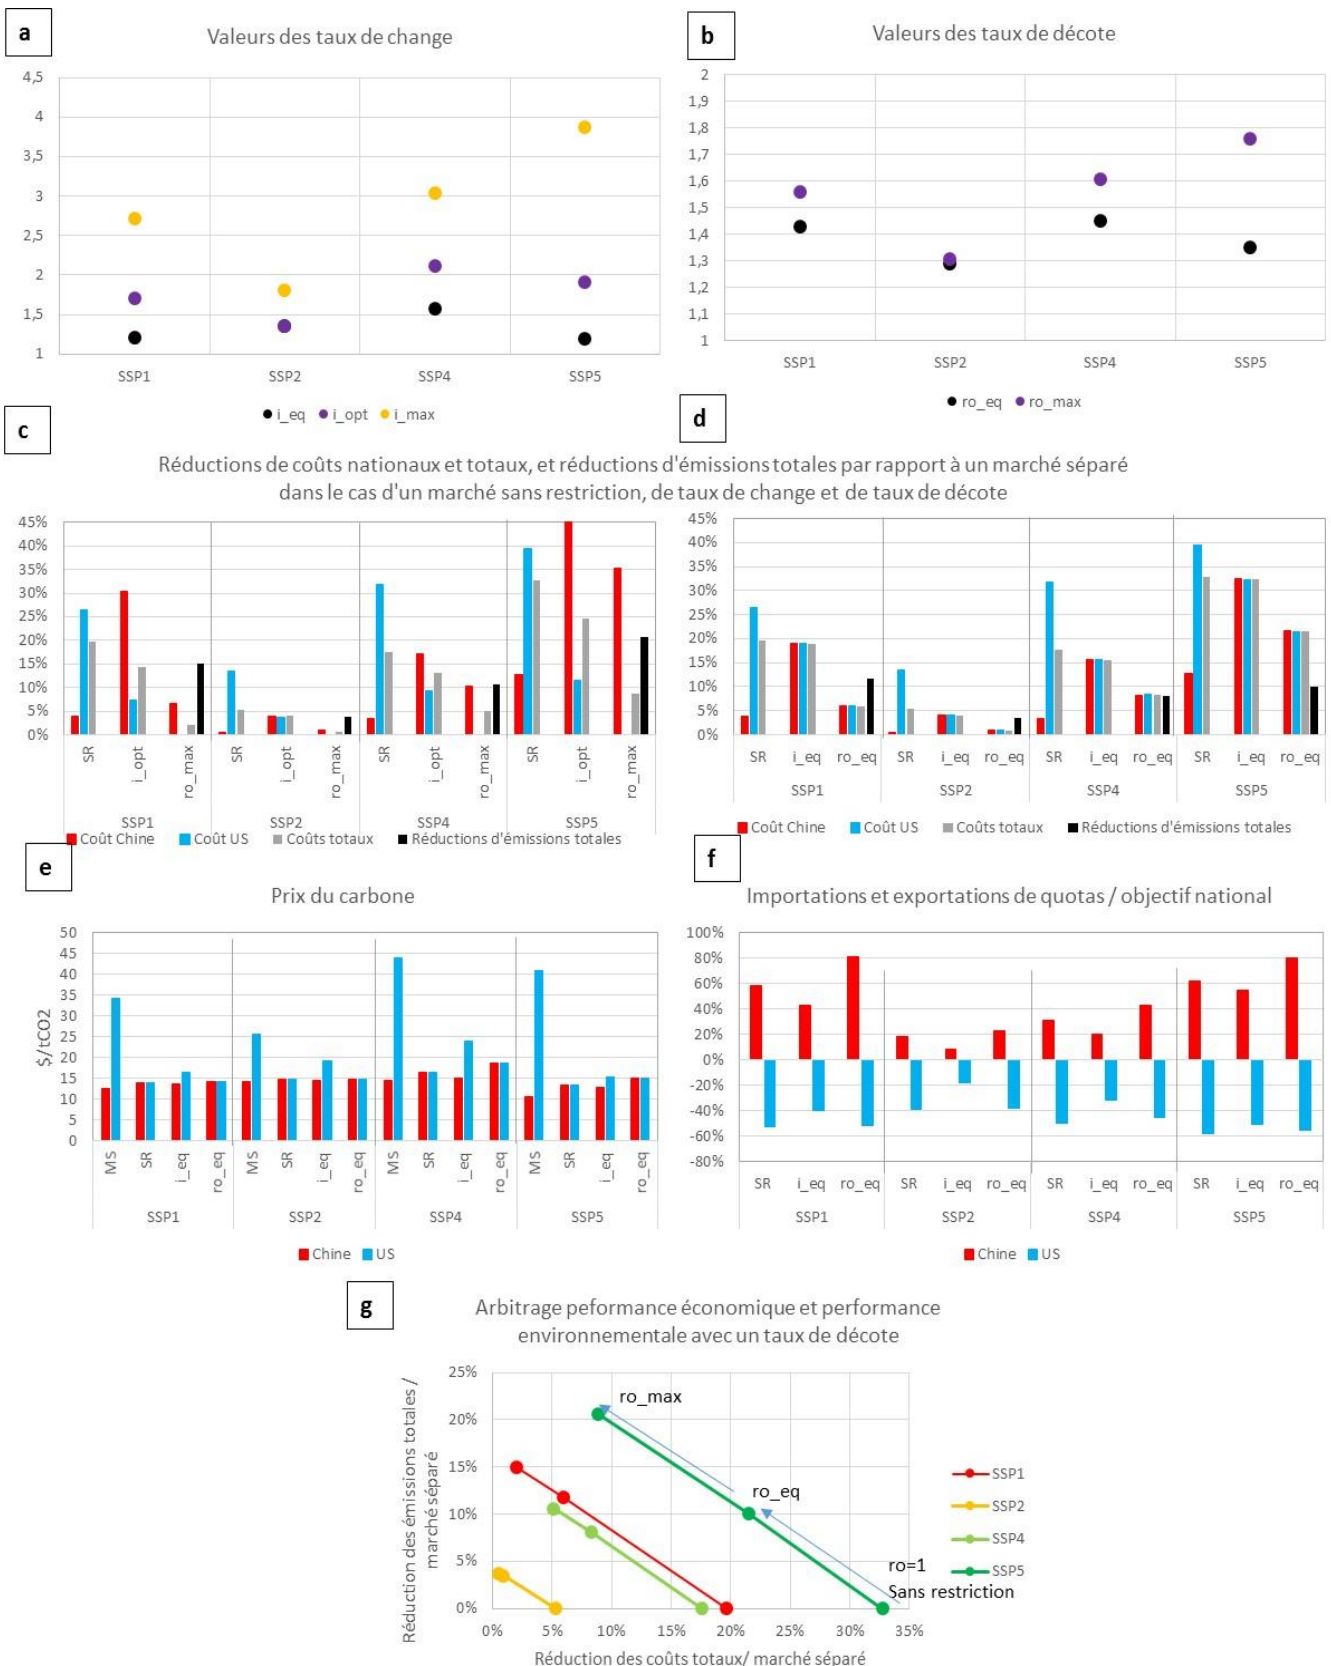 a
Valeurs des taux de change
4,5
4
3,5
3
2,5
2
1,5
1
SSP1 SSP2 SSP4 SSP5
i_eq i_opt i_max
b
Valeurs des taux de décote
2
1,9
1,8
1,7
1,6
1,5
1,4
1,3
1,2
1,1
1
SSP1 SSP2 SSP4 SSP5
ro_eq ro_max
c
d
Réductions de coûts nationaux et totaux, et réductions d'émissions totales par rapport à un marché séparé
dans le cas d'un marché sans restriction, de taux de change et de taux de décote
45%
40%
35%
30%
25%
20%
15%
10%
5%
0%
SR i_opt ro_max SR i_opt ro_max SR i_opt ro_max SR i_opt ro_max
SSP1 SSP2 SSP4 SSP5
Coût Chine Coût US Coûts totaux Réductions d'émissions totales
45%
40%
35%
30%
25%
20%
15%
10%
5%
0%
SR i_eq ro_eq SR i_eq ro_eq SR i_eq ro_eq SR i_eq ro_eq
SSP1 SSP2 SSP4 SSP5
Coût Chine Coût US Coûts totaux Réductions d'émissions totales
e
Prix du carbone
$/tCO2
50
45
40
35
30
25
20
15
10
5
0
MS SR i_eq ro_eq MS SR i_eq ro_eq MS SR i_eq ro_eq MS SR i_eq ro_eq
SSP1 SSP2 SSP4 SSP5
Chine US
f
Importations et exportations de quotas / objectif national
100%
80%
60%
40%
20%
0%
-20%
-40%
-60%
-80%
SR i_eq ro_eq SR i_eq ro_eq SR i_eq ro_eq SR i_eq ro_eq
SSP1 SSP2 SSP4 SSP5
Chine US
g
Arbitrage peformance économique et performance
environnementale avec un taux de décote
Réduction des émissions totales /
marché séparé
25%
20%
15%
10%
5%
0%
ro_max
ro_eq
ro=1
Sans restriction
0% 5% 10% 15% 20% 25% 30% 35%
Réduction des coûts totaux/ marché séparé
SSP1
SSP2
SSP4
SSP5